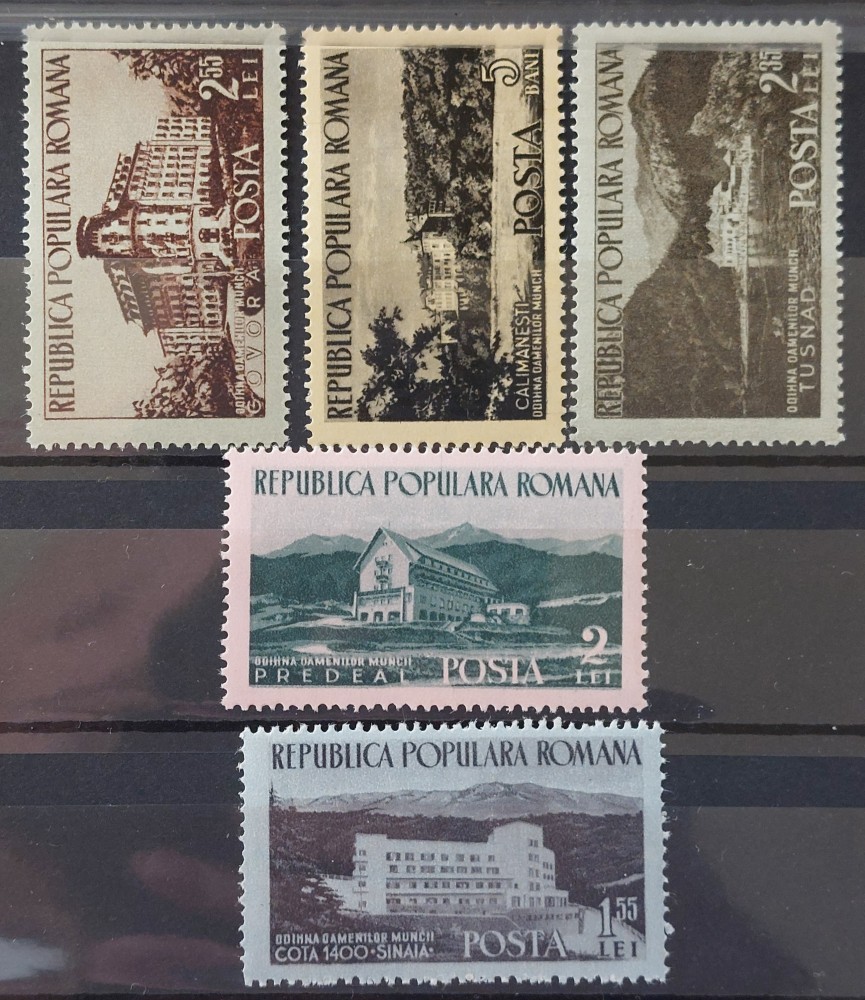 REPUBLICA POPULARA ROMANA
2 55
LEI
ODIHNA OAMENILOR MUNCII
GOVORA
POSTA
REPUBLICA POPULARA ROMANA
5
BANI
CALIMANESTI
ODIHNA OAMENILOR MUNCII
POSTA
REPUBLICA POPULARA ROMANA
2 35
LEI
ODIHNA OAMENILOR MUNCII
TUSNAD
POSTA
REPUBLICA POPULARA ROMANA
2
ODIHNA OAMENILOR MUNCII
PREDEAL POSTA LEI
REPUBLICA POPULARA ROMANA
1 55
ODIHNA OAMENILOR MUNCII
COTA 1400·SINAIA· POSTA LEI